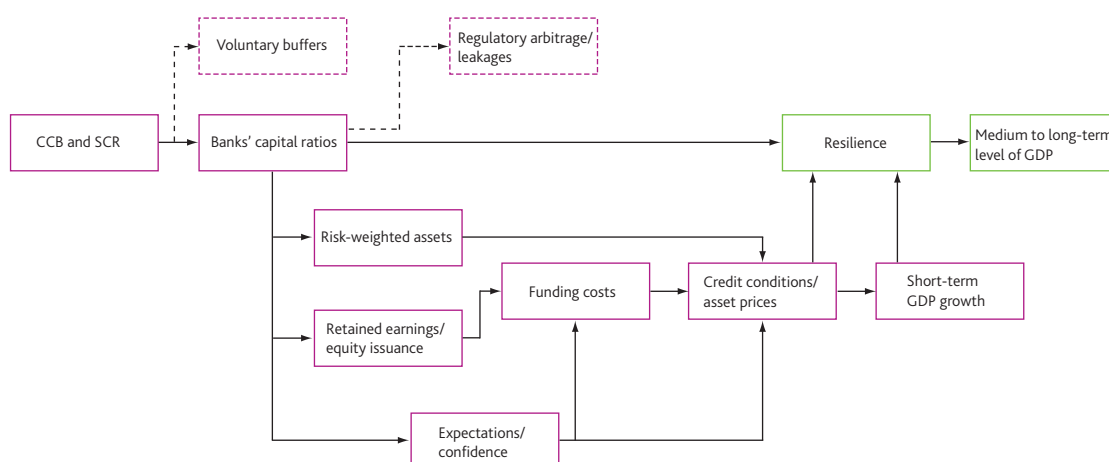 Voluntary buffers
Regulatory arbitrage/
leakages
CCB and SCR
Banks' capital ratios
Resilience
Medium to long-term
level of GDP
Risk-weighted assets
Funding costs
Credit conditions/
asset prices
Short-term
GDP growth
Retained earnings/
equity issuance
Expectations/
confidence